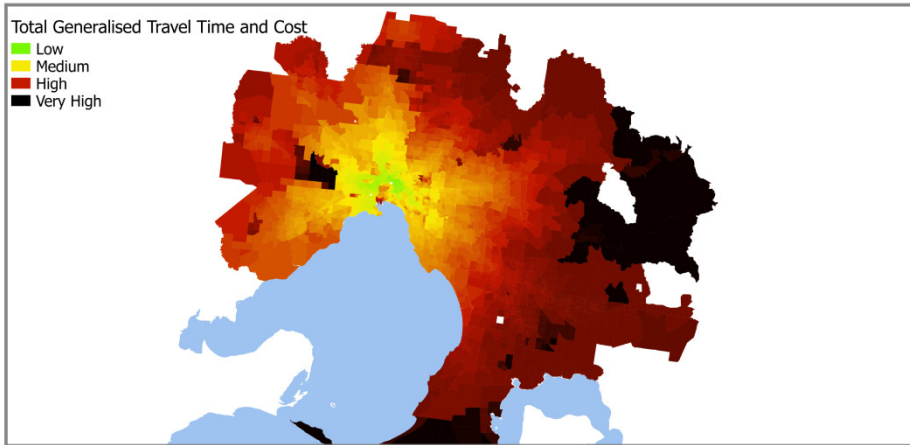 Total Generalised Travel Time and Cost
Low
Medium
High
Very High